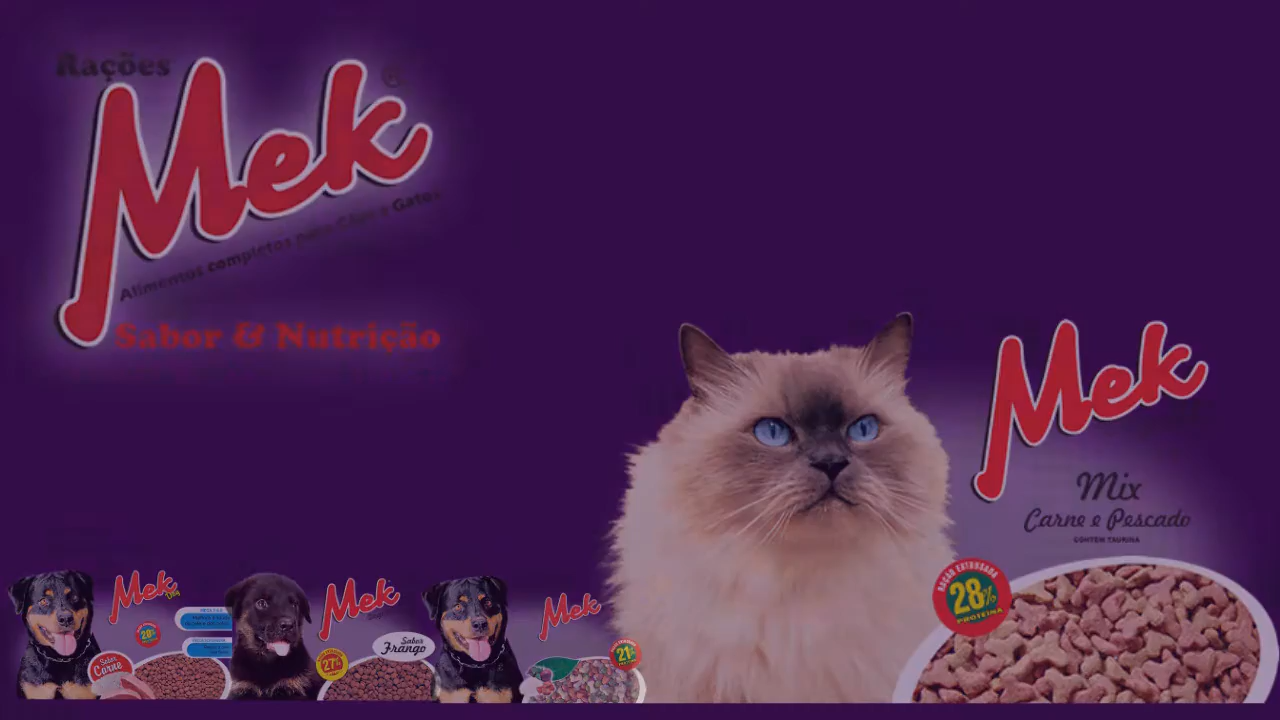 Rações
Mek®
Alimentos completos para Cães e Gatos
Sabor & Nutrição
Mek
Mix
Carne e Pescado
CONTÉM TAURINA
RAÇÃO EXTRUSADA
28%
PROTEINA
Mek
Sabor
Carne
Mek
27%
Sabor
Frango
Mek
21%